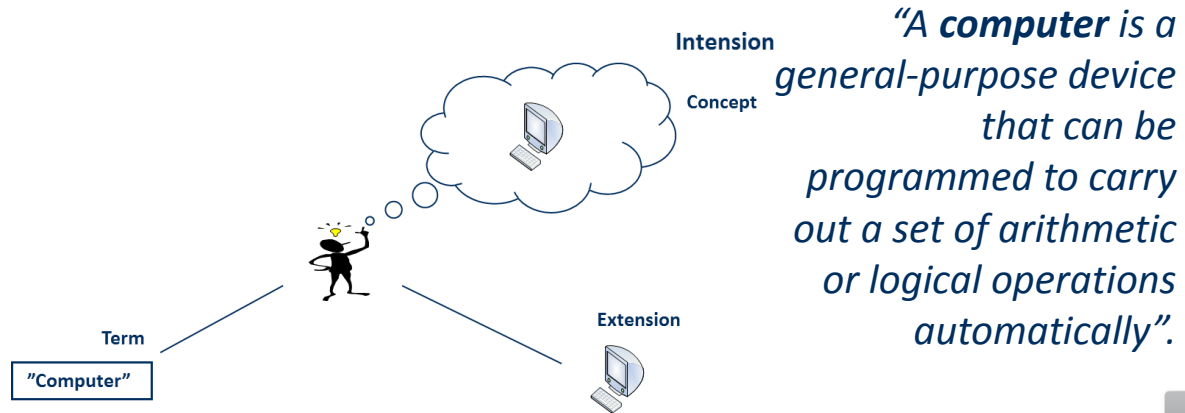 Intension
Concept
Term
”Computer”
Extension
“A computer is a
general-purpose device
that can be
programmed to carry
out a set of arithmetic
or logical operations
automatically”.